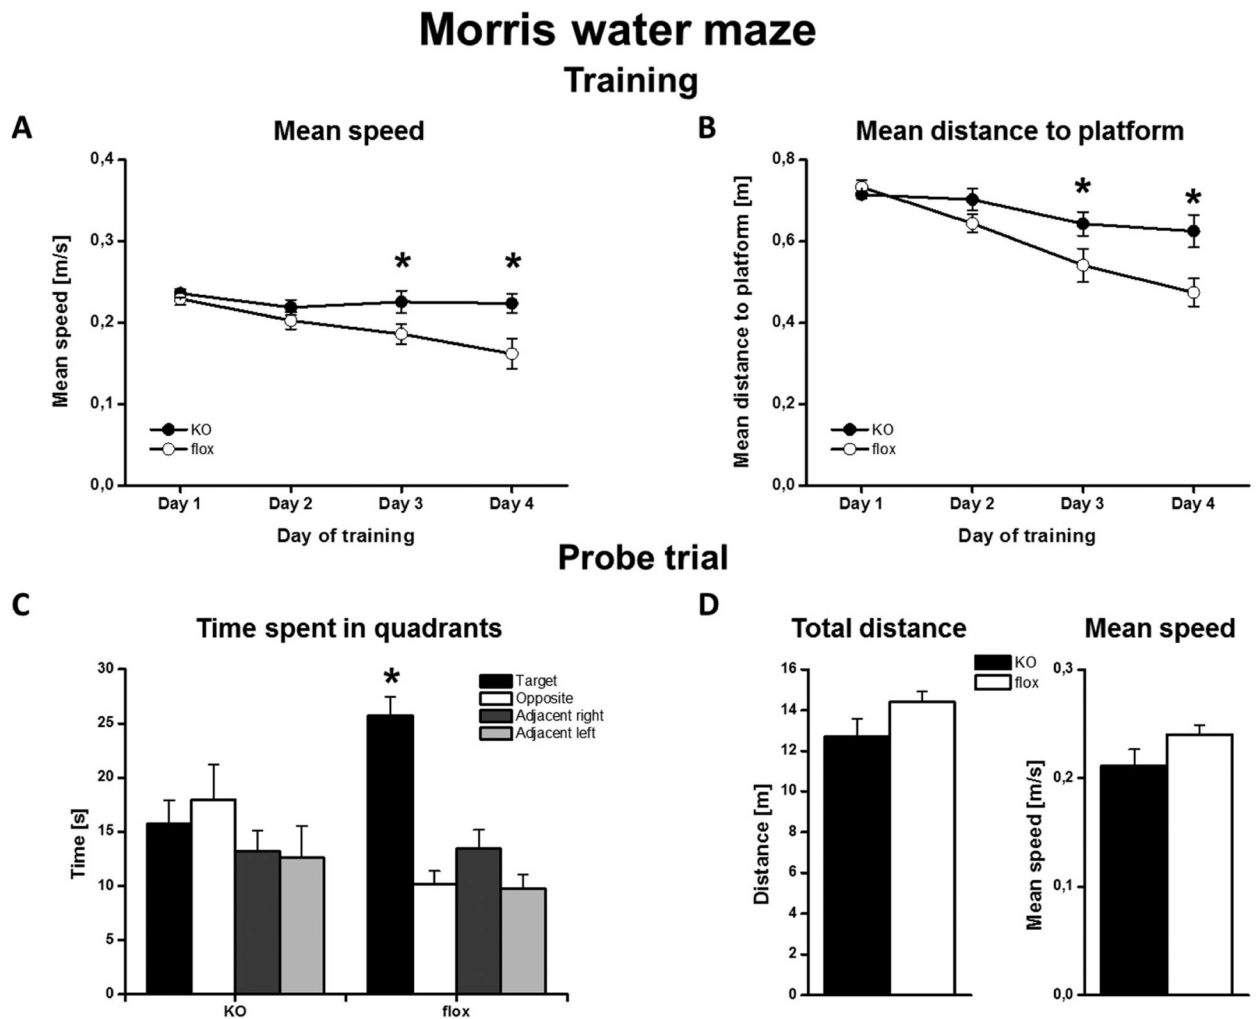 Morris water maze
Training
A
Mean speed
Mean speed [m/s]
0,4
0,3
0,2
0,1
0,0
*
*
KO
flox
Day 1
Day 2
Day 3
Day 4
Day of training
B
Mean distance to platform
Mean distance to platform [m]
0,8
0,6
0,4
0,2
0,0
*
*
KO
flox
Day 1
Day 2
Day 3
Day 4
Day of training
Probe trial
C
Time spent in quadrants
Time [s]
30
25
20
15
10
5
0
*
Target
Opposite
Adjacent right
Adjacent left
KO
flox
D
Total distance
Distance [m]
16
14
12
10
8
6
4
2
0
KO
flox
Mean speed
Mean speed [m/s]
0,3
0,2
0,1
0,0